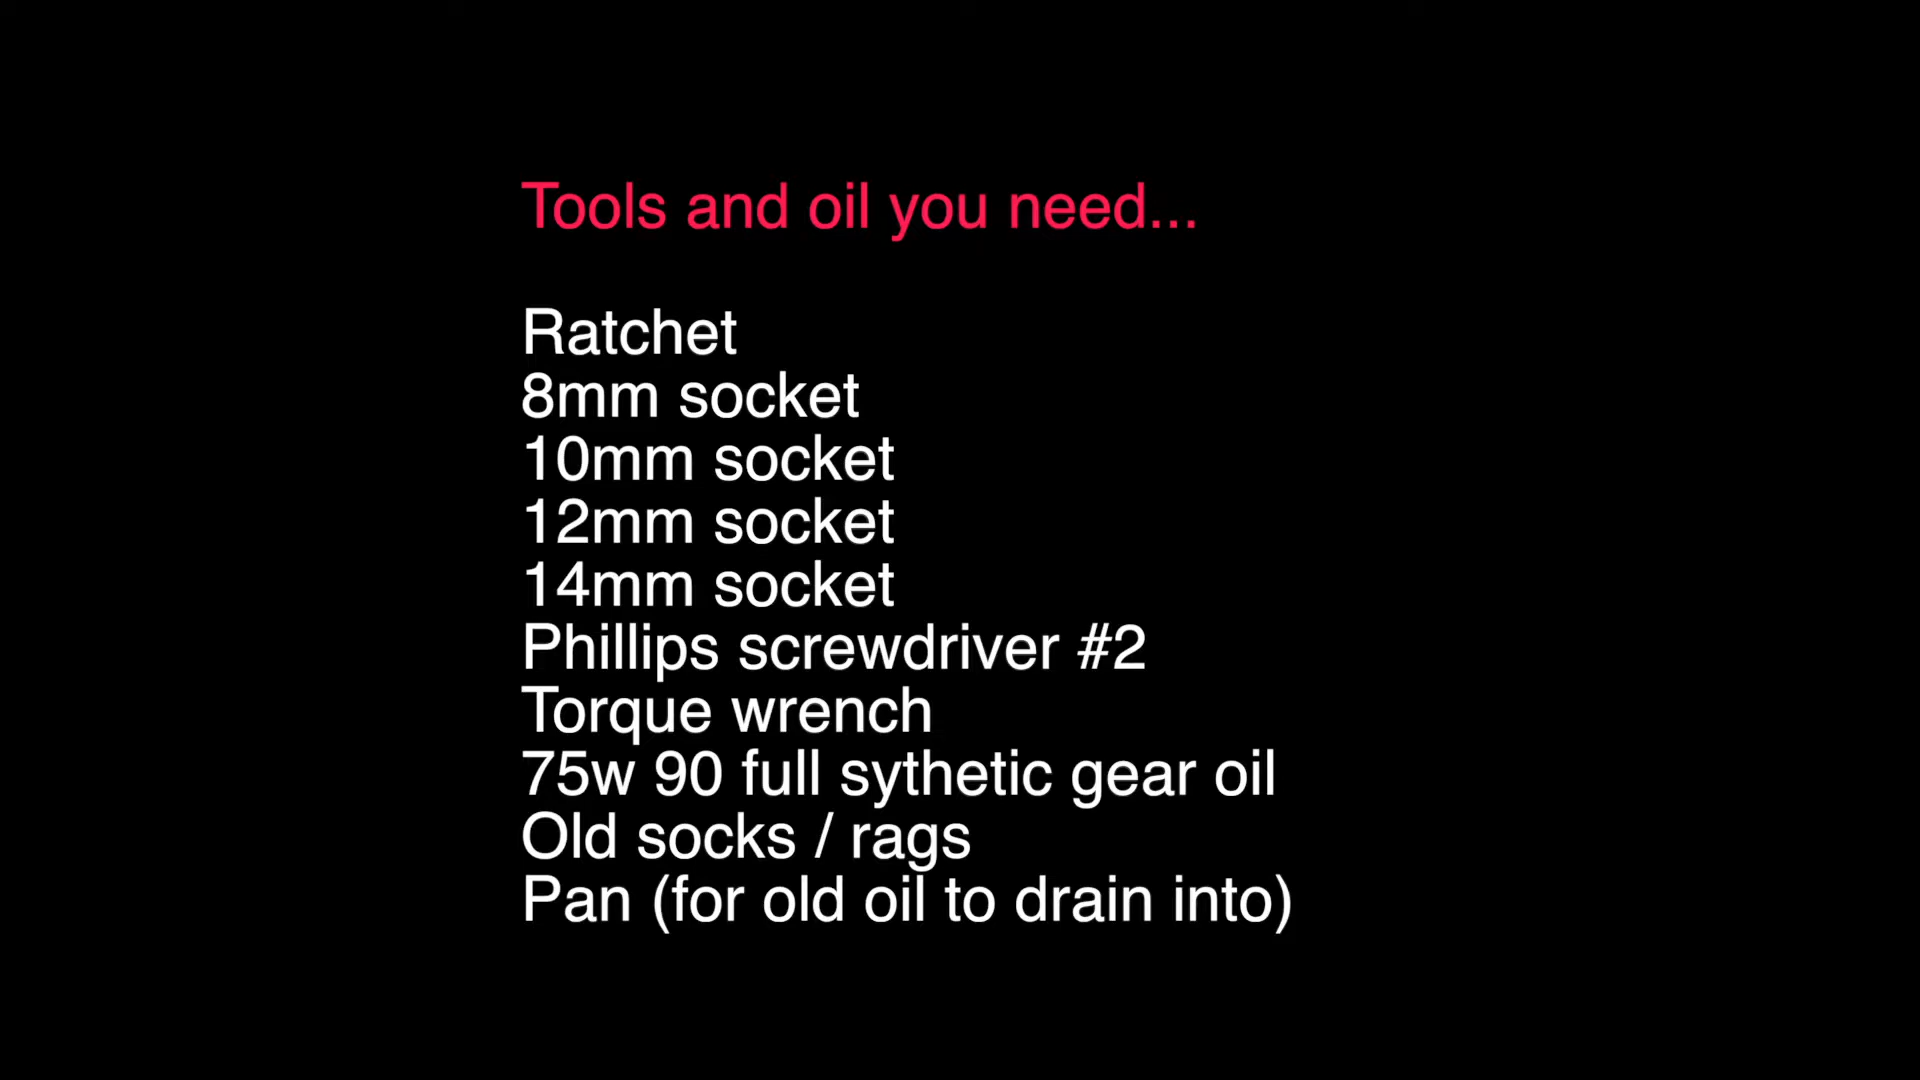 Tools and oil you need...
Ratchet
8mm socket
10mm socket
12mm socket
14mm socket
Phillips screwdriver #2
Torque wrench
75w 90 full sythetic gear oil
Old socks / rags
Pan (for old oil to drain into)